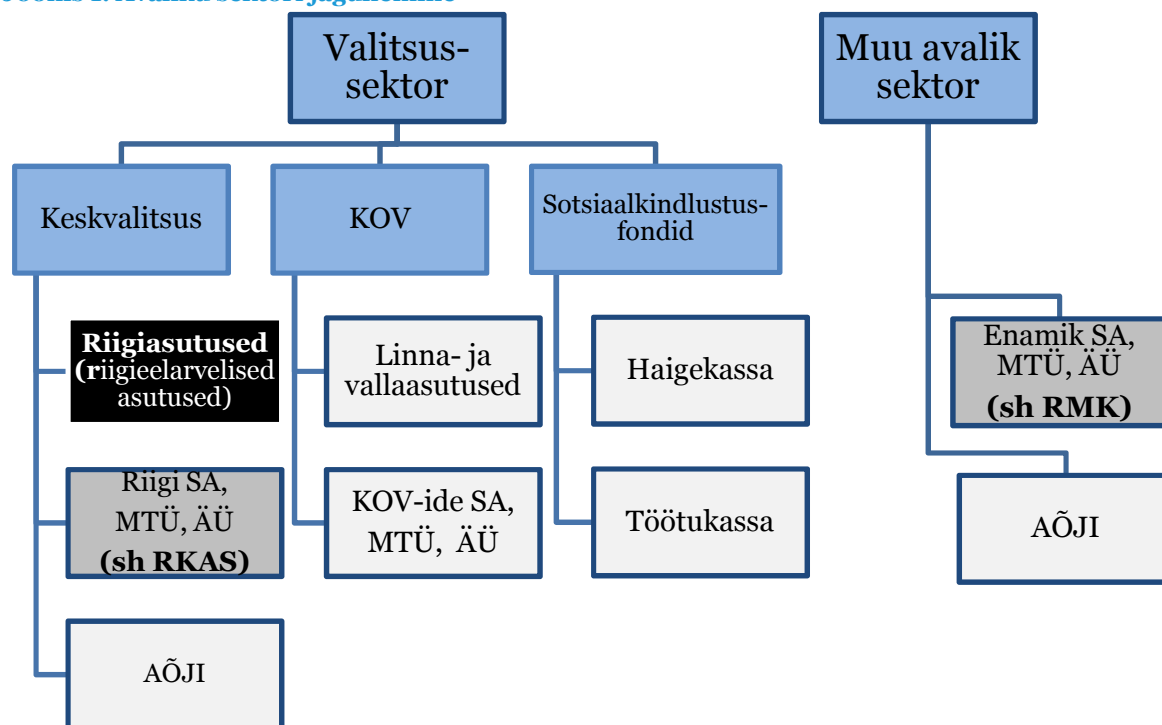 Valitsus-
sektor
Muu avalik
sektor
Keskvalitsus
KOV
Sotsiaalkindlustus-
fondid
Riigiasutused
(riigieelarvelised
asutused)
Linna- ja
vallaasutused
Haigekassa
Enamik SA,
MTÜ, ÄÜ
(sh RMK)
Riigi SA,
MTÜ, ÄÜ
(sh RKAS)
KOV-ide SA,
MTÜ, ÄÜ
Töötukassa
AÕJI
AÕJI